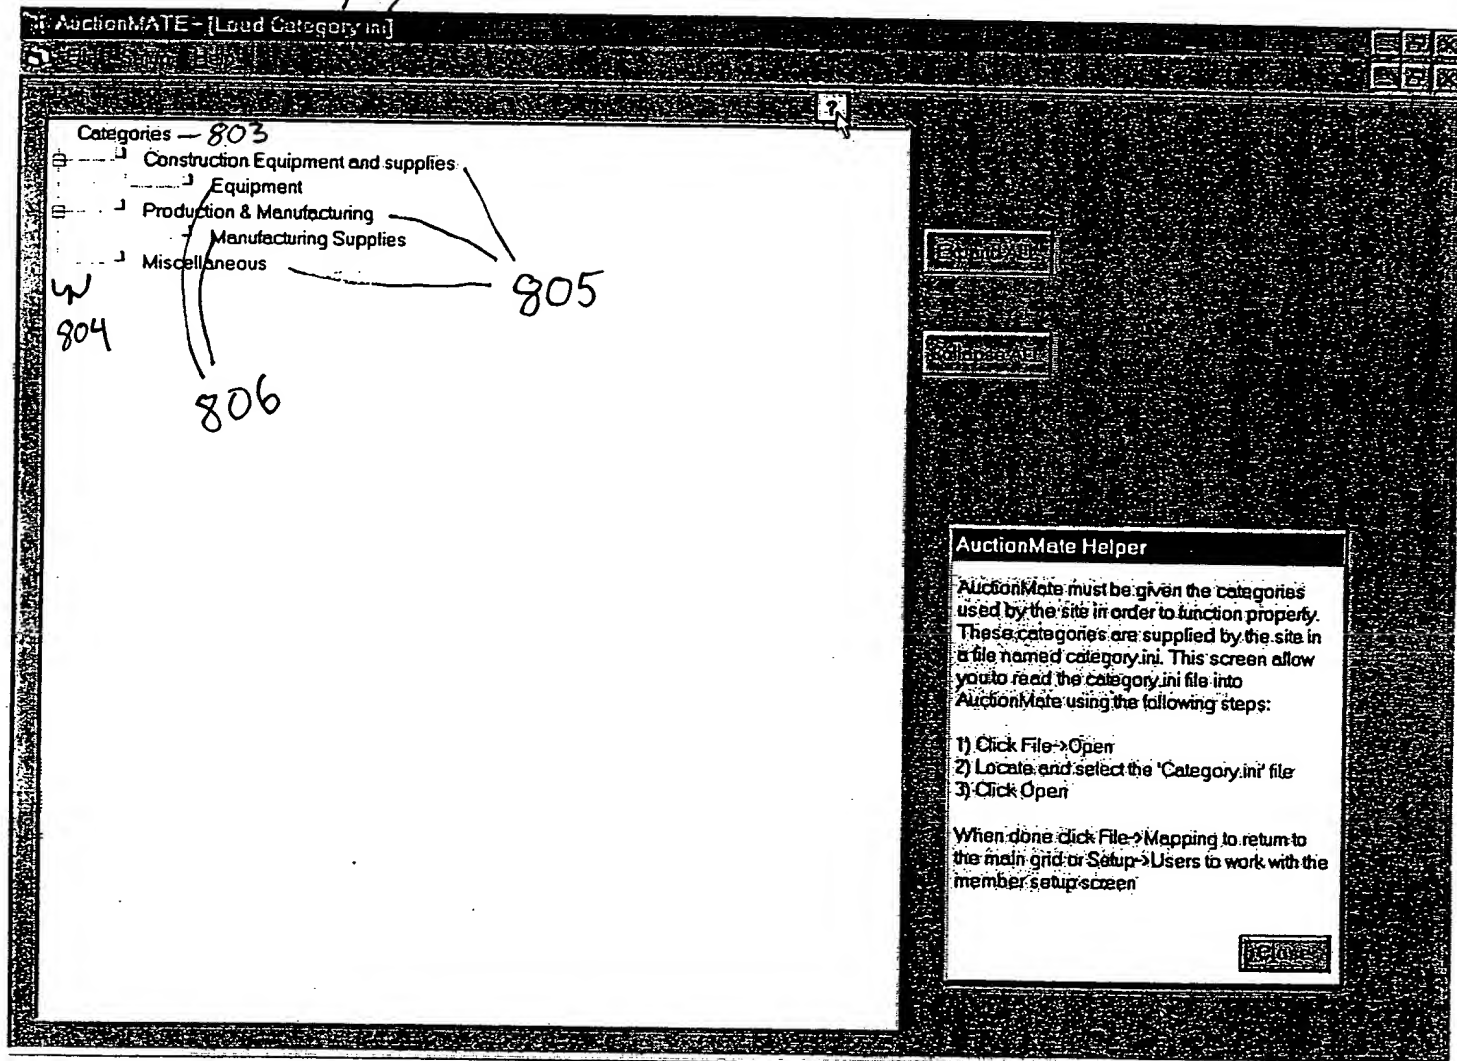 AuctionMATE - [Load Category.ini]
?
Categories — 803
Construction Equipment and supplies
Equipment
Production & Manufacturing
Manufacturing Supplies
Miscellaneous
805
804
806
Expand ALL
Collapse ALL
AuctionMate Helper
AuctionMate must be given the categories
used by the site in order to function properly.
These categories are supplied by the site in
a file named category.ini. This screen allow
you to read the category.ini file into
AuctionMate using the following steps:
1) Click File->Open
2) Locate and select the 'Category.ini' file
3) Click Open
When done click File->Mapping to return to
the main grid or Setup->Users to work with the
member setup screen
Close